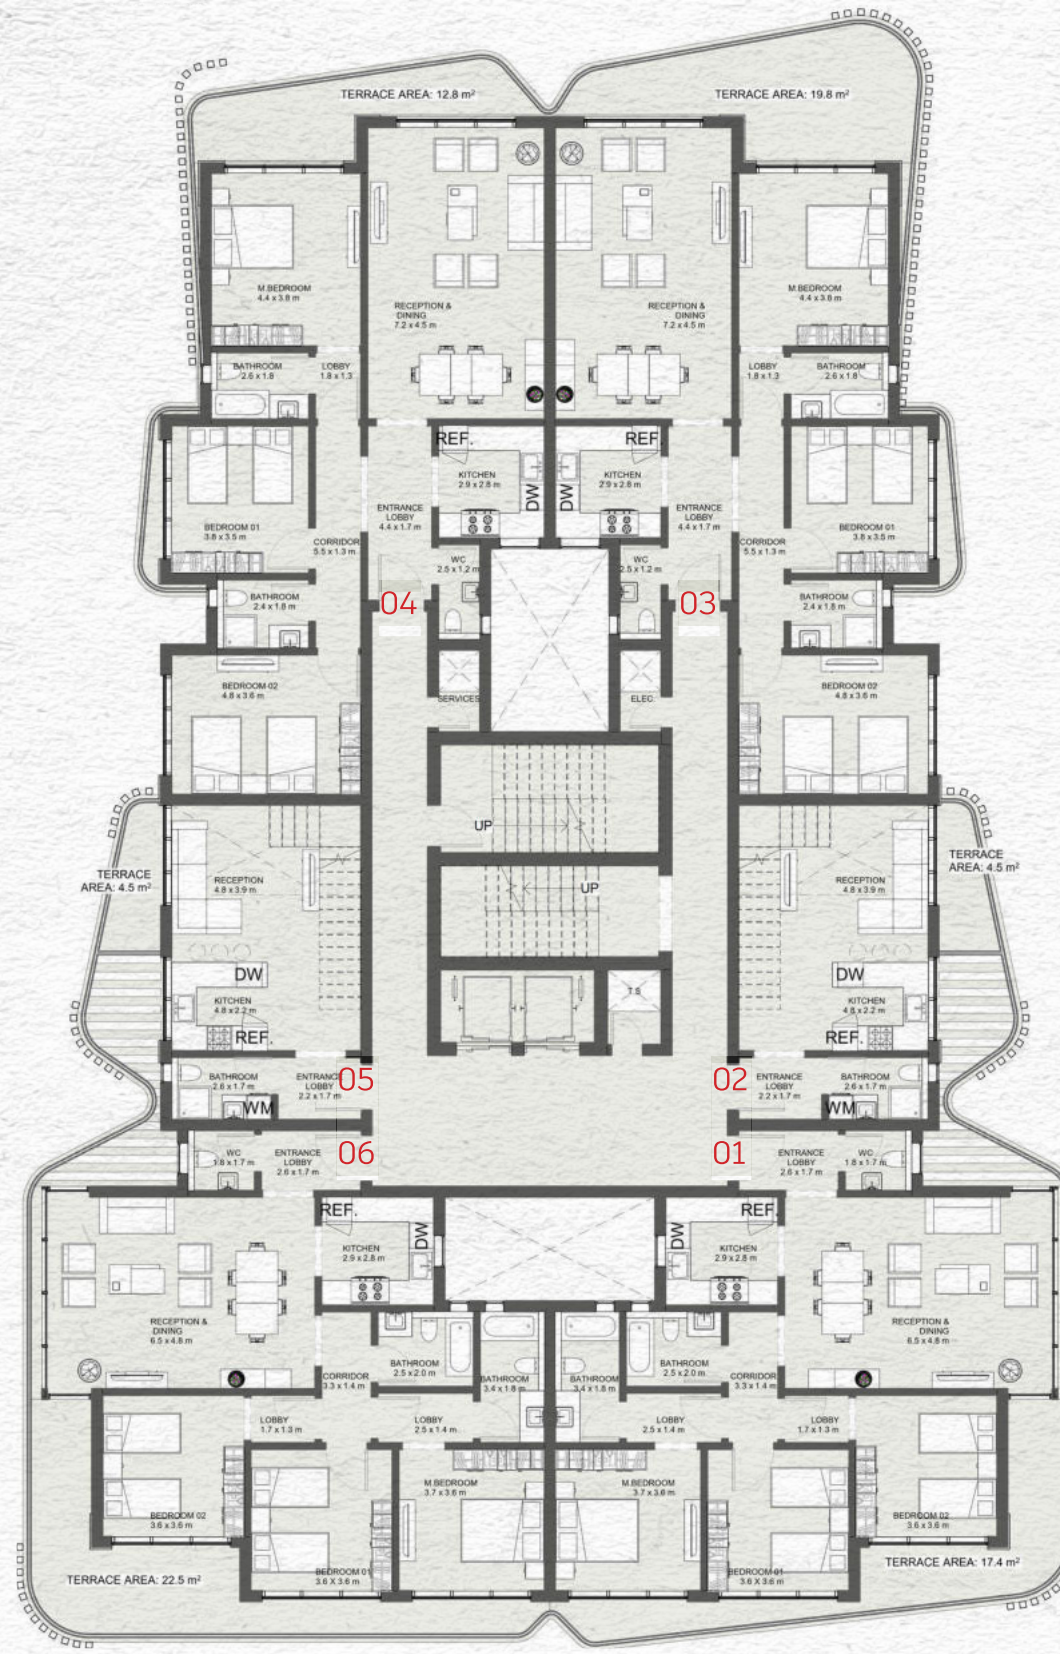 TERRACE AREA: 12.8 m²
TERRACE AREA: 19.8 m²
M.BEDROOM
4.4 x 3.8 m
RECEPTION &
DINING
7.2 x 4.5 m
RECEPTION &
DINING
7.2 x 4.5 m
M.BEDROOM
4.4 x 3.8 m
BATHROOM
2.6 x 1.8
LOBBY
1.8 x 1.3
LOBBY
1.8 x 1.3
BATHROOM
2.6 x 1.8
REF.
KITCHEN
2.9 x 2.8 m
DW
REF.
KITCHEN
2.9 x 2.8 m
DW
BEDROOM 01
3.8 x 3.5 m
ENTRANCE
LOBBY
4.4 x 1.7 m
ENTRANCE
LOBBY
4.4 x 1.7 m
BEDROOM 01
3.8 x 3.5 m
CORRIDOR
5.5 x 1.3 m
CORRIDOR
5.5 x 1.3 m
WC
2.5 x 1.2 m
WC
2.5 x 1.2 m
BATHROOM
2.4 x 1.8 m
04
03
BATHROOM
2.4 x 1.8 m
BEDROOM 02
4.8 x 3.6 m
SERVICES
ELEC.
BEDROOM 02
4.8 x 3.6 m
UP
UP
TERRACE
AREA: 4.5 m²
RECEPTION
4.8 x 3.9 m
RECEPTION
4.8 x 3.9 m
TERRACE
AREA: 4.5 m²
DW
KITCHEN
4.8 x 2.2 m
REF.
T.S
DW
KITCHEN
4.8 x 2.2 m
REF.
BATHROOM
2.6 x 1.7 m
WM
ENTRANCE
LOBBY
2.2 x 1.7 m
05
02
ENTRANCE
LOBBY
2.2 x 1.7 m
BATHROOM
2.6 x 1.7 m
WM
WC
1.8 x 1.7 m
ENTRANCE
LOBBY
2.6 x 1.7 m
06
01
ENTRANCE
LOBBY
2.6 x 1.7 m
WC
1.8 x 1.7 m
REF.
KITCHEN
2.9 x 2.8 m
DW
DW
REF.
KITCHEN
2.9 x 2.8 m
RECEPTION &
DINING
6.5 x 4.8 m
RECEPTION &
DINING
6.5 x 4.8 m
CORRIDOR
3.3 x 1.4 m
BATHROOM
2.5 x 2.0 m
BATHROOM
3.4 x 1.8 m
BATHROOM
3.4 x 1.8 m
BATHROOM
2.5 x 2.0 m
CORRIDOR
3.3 x 1.4 m
LOBBY
1.7 x 1.3 m
LOBBY
2.5 x 1.4 m
LOBBY
2.5 x 1.4 m
LOBBY
1.7 x 1.3 m
M.BEDROOM
3.7 x 3.6 m
M.BEDROOM
3.7 x 3.6 m
BEDROOM 02
3.6 x 3.6 m
BEDROOM 02
3.6 x 3.6 m
BEDROOM 01
3.6 X 3.6 m
BEDROOM 01
3.6 X 3.6 m
TERRACE AREA: 22.5 m²
TERRACE AREA: 17.4 m²